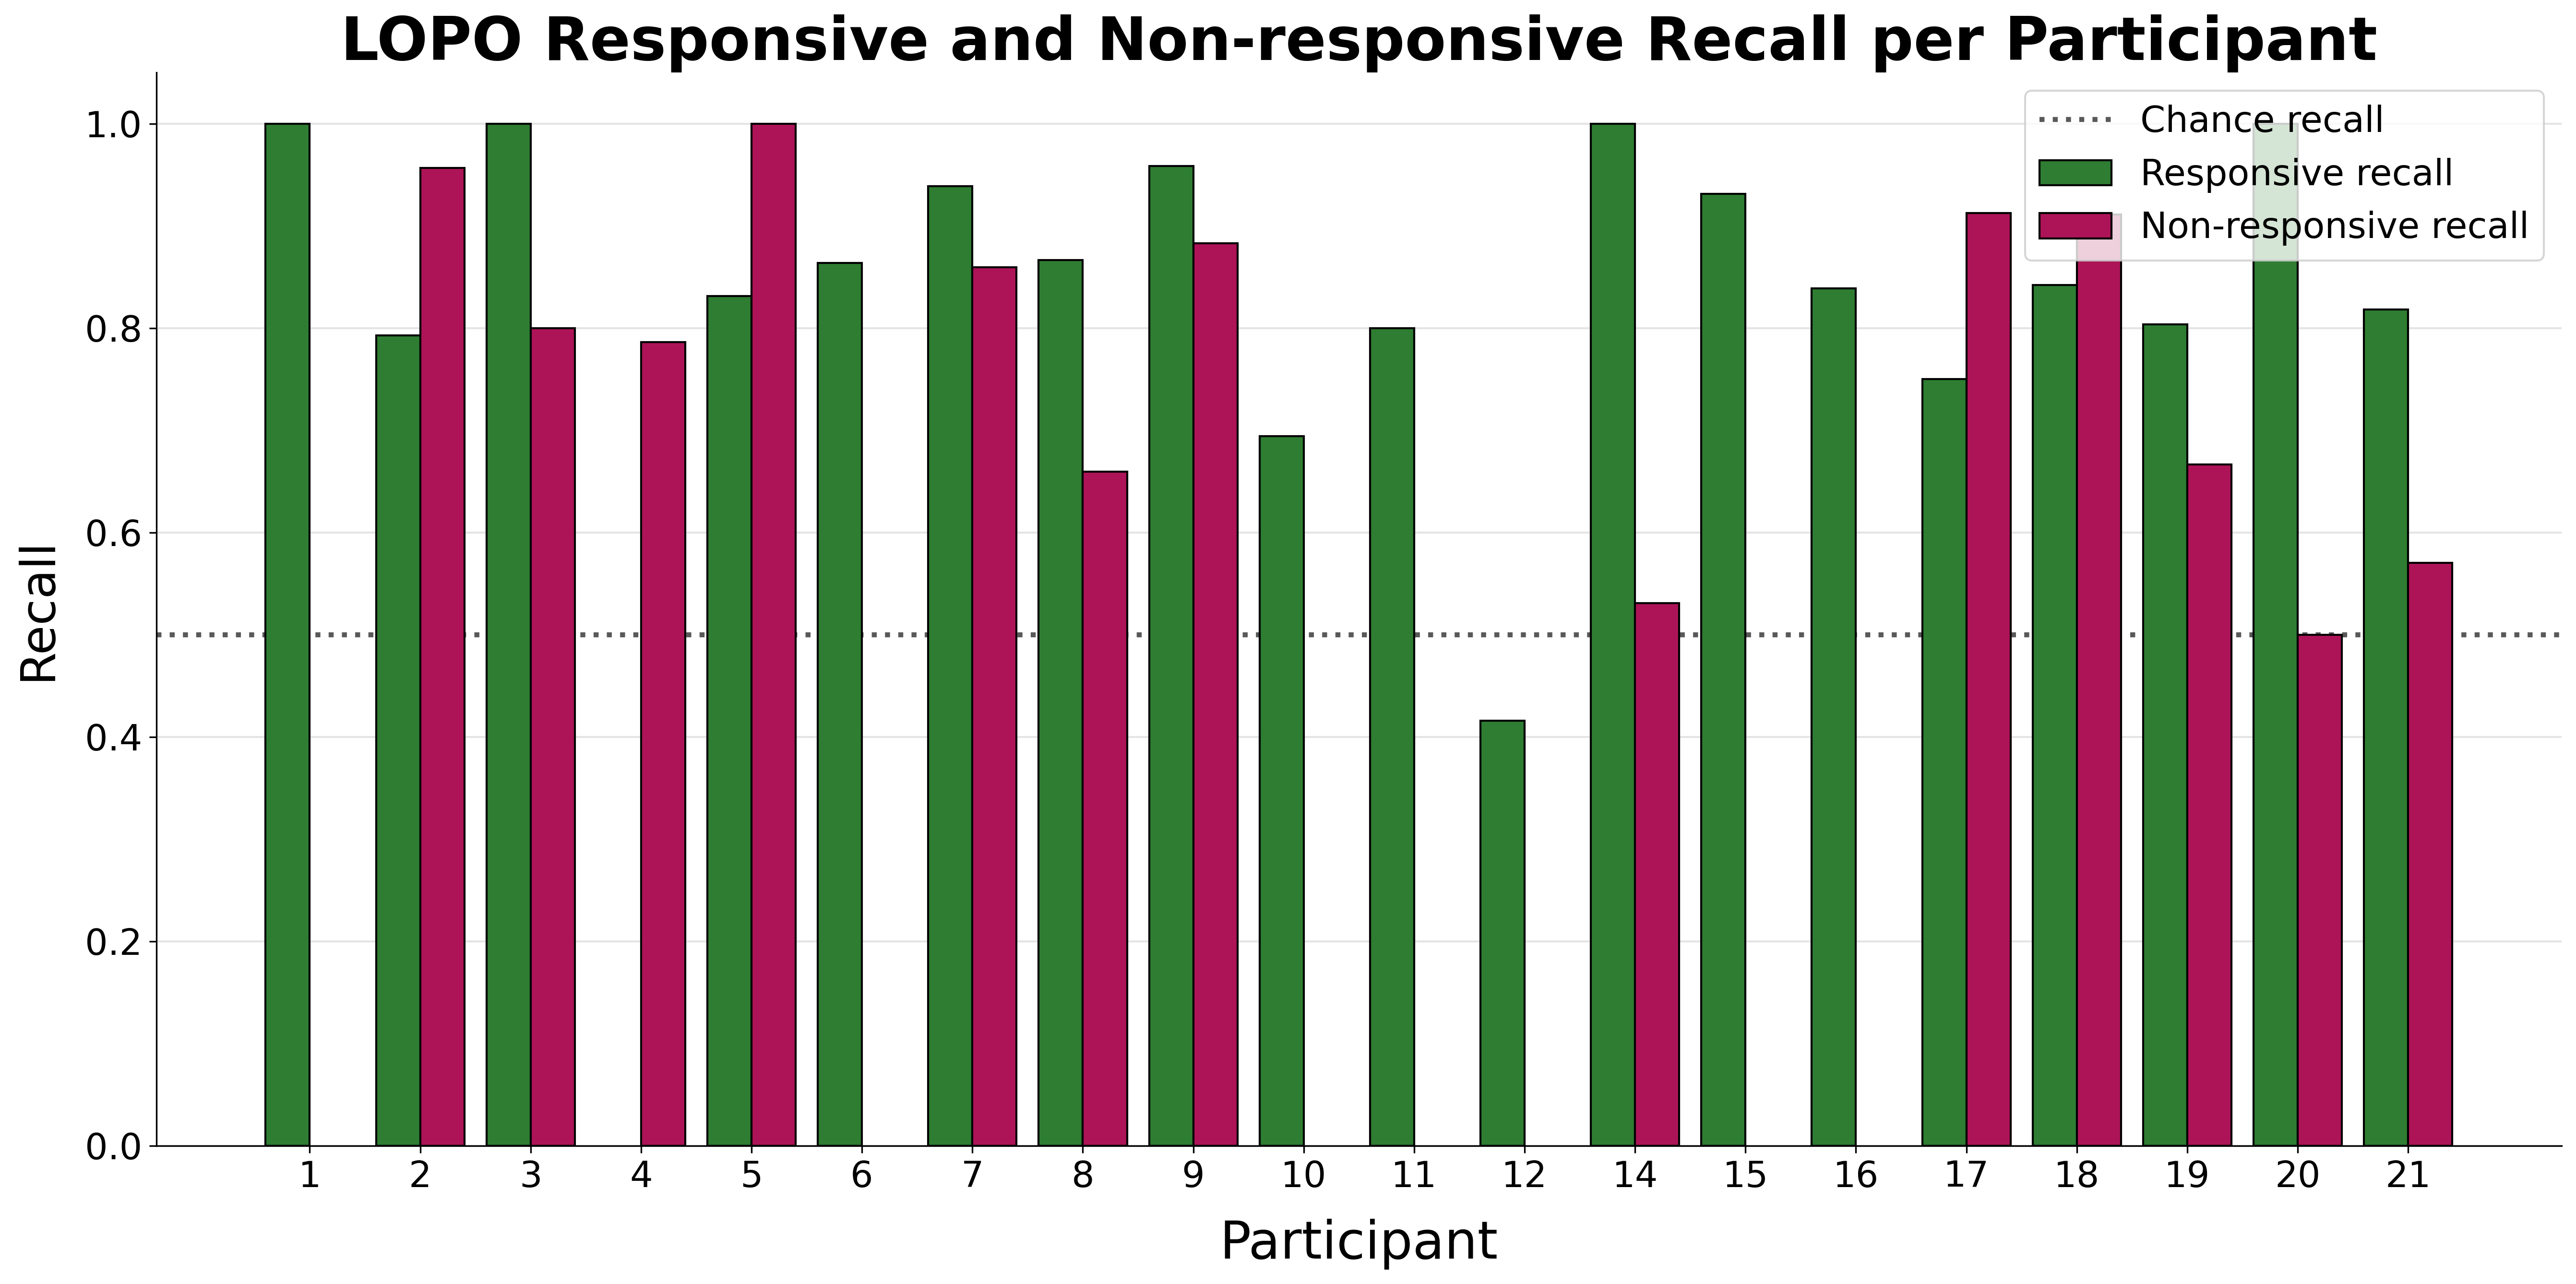 LOPO Responsive and Non-responsive Recall per Participant
Chance recall
Responsive recall
Non-responsive recall
Recall
1.0
0.8
0.6
0.4
0.2
0.0
1 2 3 4 5 6 7 8 9 10 11 12 14 15 16 17 18 19 20 21
Participant